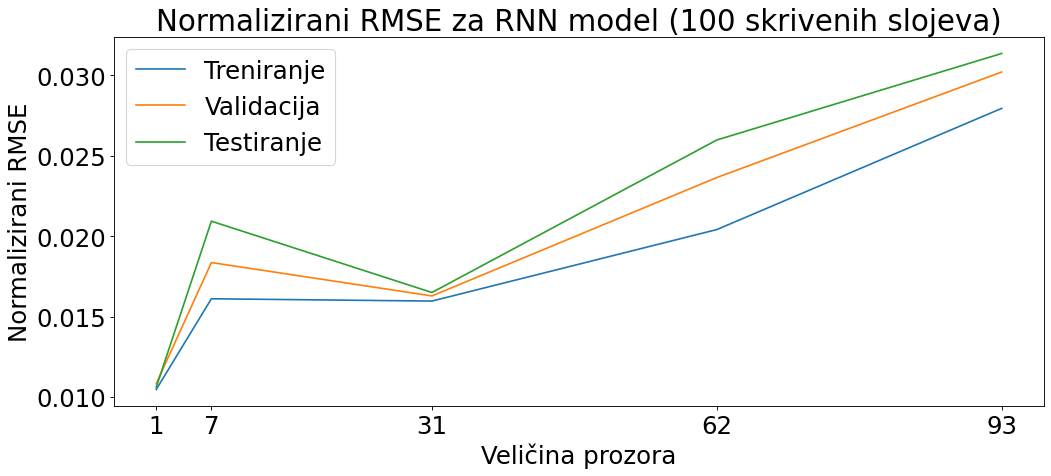 Normalizirani RMSE za RNN model (100 skrivenih slojeva)
Treniranje
Validacija
Testiranje
Normalizirani RMSE
0.030
0.025
0.020
0.015
0.010
1 7 31 62 93
Veličina prozora